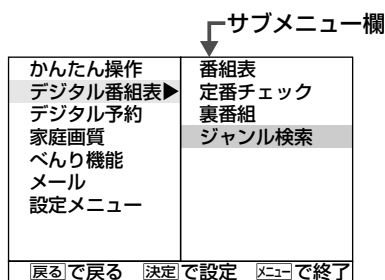 サブメニュー欄
かんたん操作
デジタル番組表▶
デジタル予約
家庭画質
べんり機能
メール
設定メニュー
番組表
定番チェック
裏番組
ジャンル検索
戻るで戻る 決定で設定 メニューで終了